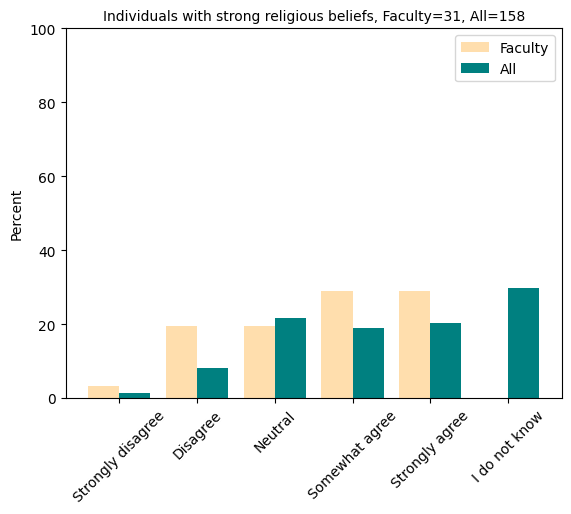 Individuals with strong religious beliefs, Faculty=31, All=158
100
80
60
40
20
0
Percent
Faculty
All
Strongly disagree
Disagree
Neutral
Somewhat agree
Strongly agree
I do not know